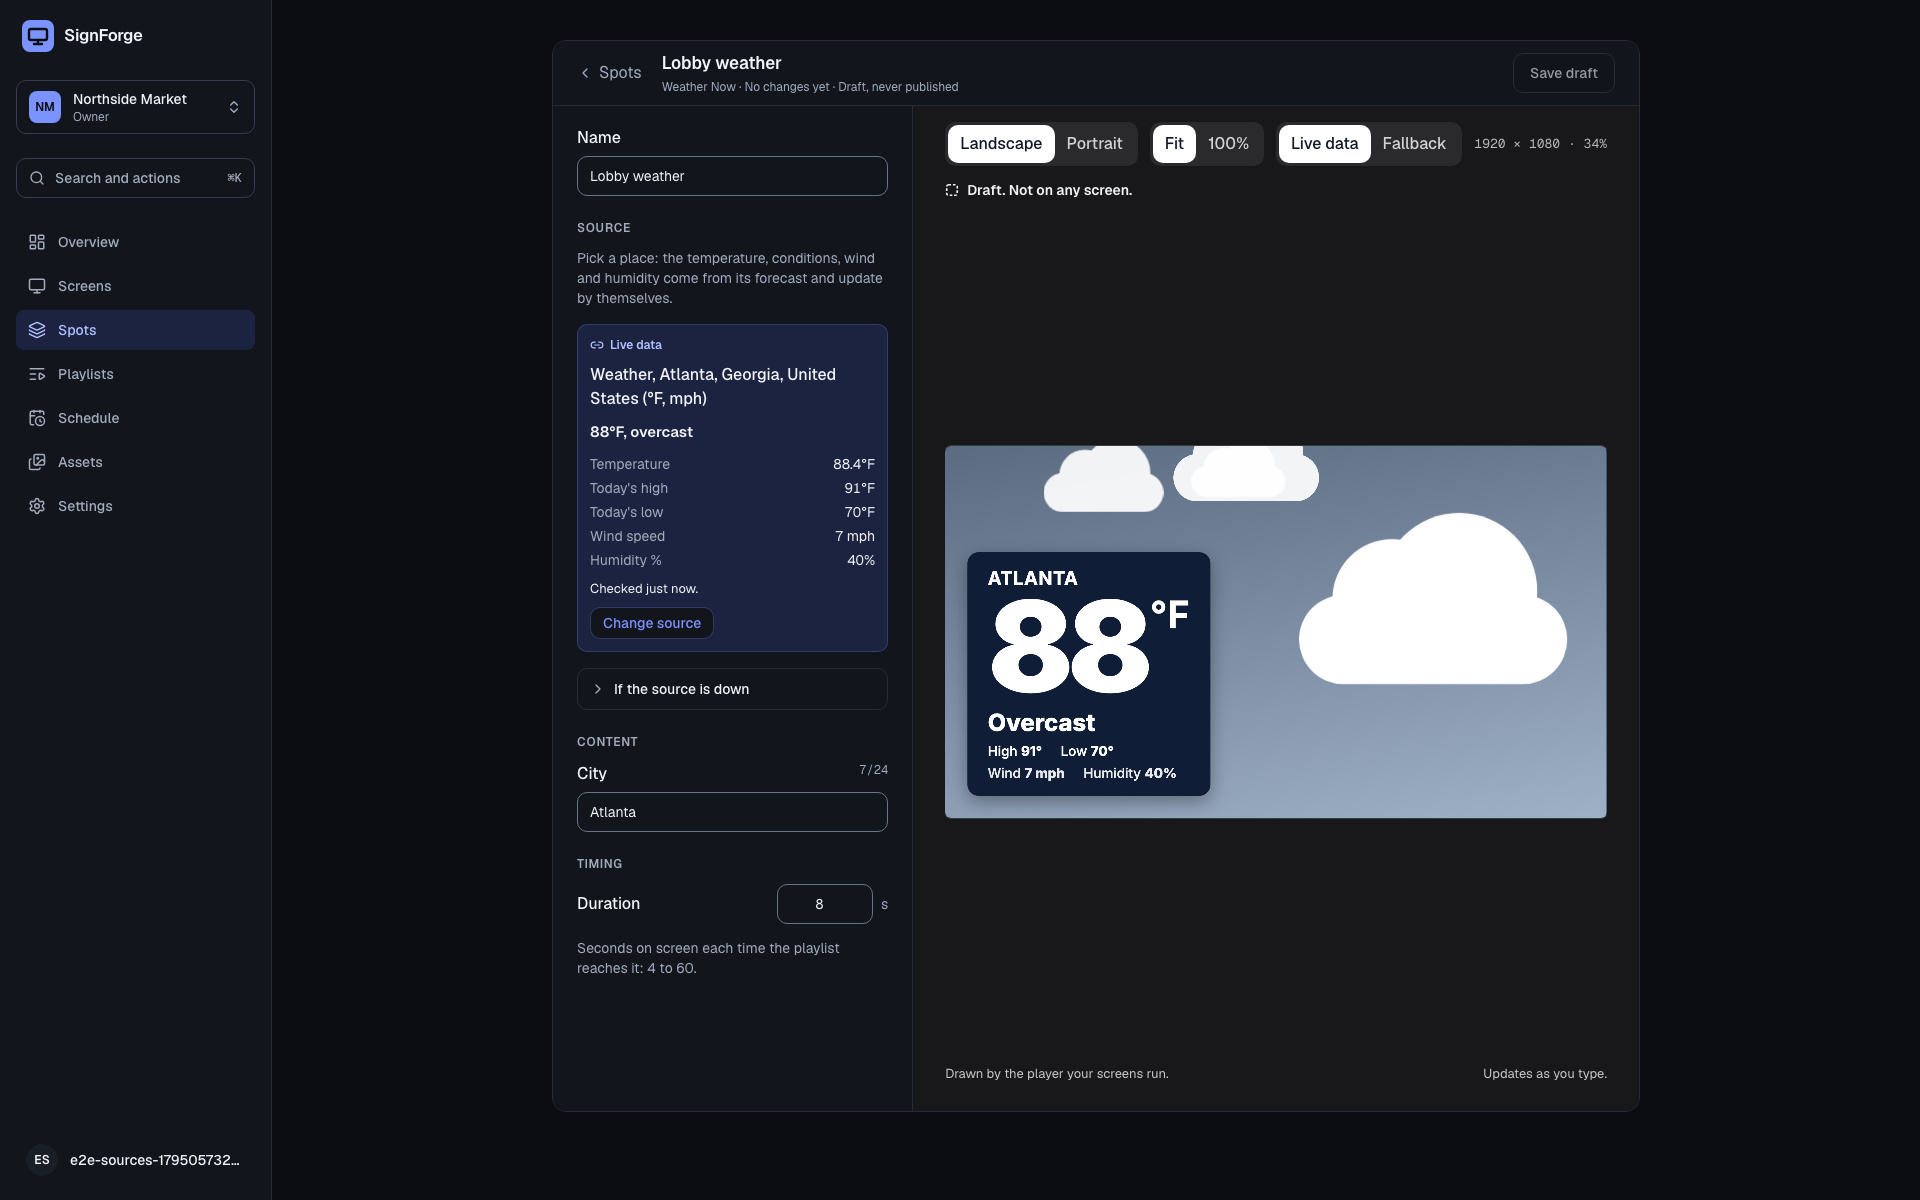 SignForge
NM
Northside Market
Owner
Search and actions
⌘K
Overview
Screens
Spots
Playlists
Schedule
Assets
Settings
ES
e2e-sources-179505732...
Spots
Lobby weather
Weather Now · No changes yet · Draft, never published
Save draft
Name
Lobby weather
SOURCE
Pick a place: the temperature, conditions, wind
and humidity come from its forecast and update
by themselves.
Live data
Weather, Atlanta, Georgia, United
States (°F, mph)
88°F, overcast
Temperature 88.4°F
Today's high 91°F
Today's low 70°F
Wind speed 7 mph
Humidity % 40%
Checked just now.
Change source
If the source is down
CONTENT
City 7/24
Atlanta
TIMING
Duration 8 s
Seconds on screen each time the playlist
reaches it: 4 to 60.
Landscape Portrait Fit 100% Live data Fallback 1920 × 1080 · 34%
Draft. Not on any screen.
ATLANTA
88°F
Overcast
High 91° Low 70°
Wind 7 mph Humidity 40%
Drawn by the player your screens run. Updates as you type.